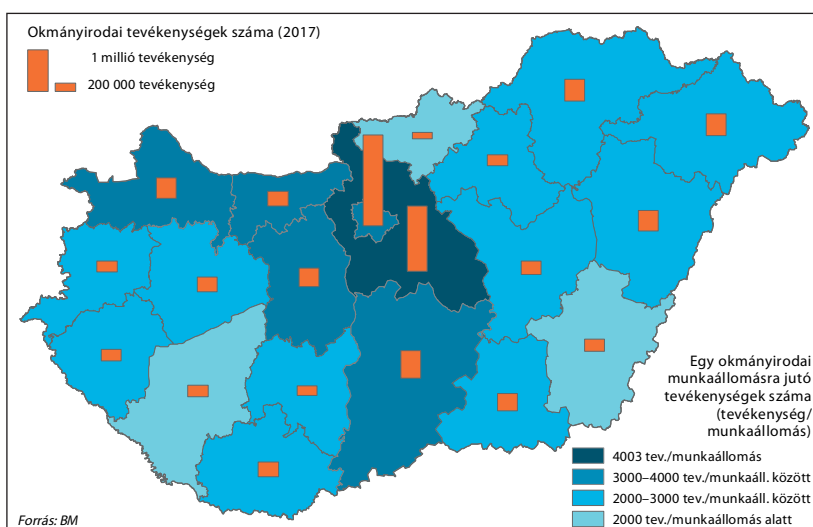 Okmányirodai tevékenységek száma (2017)
1 millió tevékenység
200 000 tevékenység
Egy okmányirodai
munkaállomásra jutó
tevékenységek száma
(tevékenység/
munkaállomás)
4003 tev./munkaállomás
3000–4000 tev./munkaáll. között
2000–3000 tev./munkaáll. között
2000 tev./munkaállomás alatt
Forrás: BM